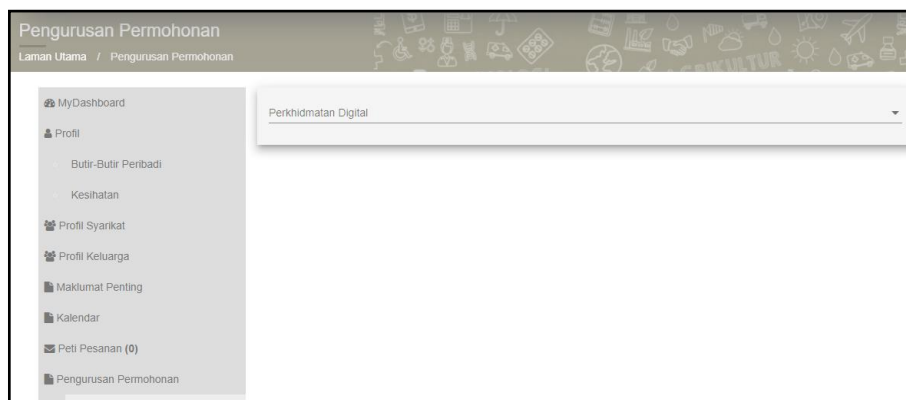 Pengurusan Permohonan
Laman Utama / Pengurusan Permohonan
AGRIKULTUR
MyDashboard
Profil
Butir-Butir Peribadi
Kesihatan
Profil Syarikat
Profil Keluarga
Maklumat Penting
Kalendar
Peti Pesanan (0)
Pengurusan Permohonan
Perkhidmatan Digital